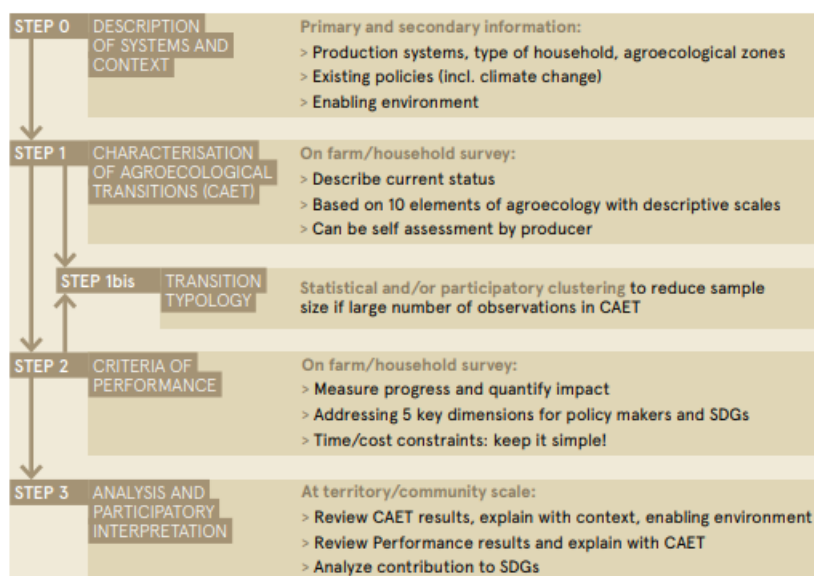 STEP 0
DESCRIPTION
OF SYSTEMS AND
CONTEXT
Primary and secondary information:
> Production systems, type of household, agroecological zones
> Existing policies (incl. climate change)
> Enabling environment
STEP 1
CHARACTERISATION
OF AGROECOLOGICAL
TRANSITIONS (CAET)
On farm/household survey:
> Describe current status
> Based on 10 elements of agroecology with descriptive scales
> Can be self assessment by producer
STEP 1bis
TRANSITION
TYPOLOGY
Statistical and/or participatory clustering to reduce sample
size if large number of observations in CAET
STEP 2
CRITERIA OF
PERFORMANCE
On farm/household survey:
> Measure progress and quantify impact
> Addressing 5 key dimensions for policy makers and SDGs
> Time/cost constraints: keep it simple!
STEP 3
ANALYSIS AND
PARTICIPATORY
INTERPRETATION
At territory/community scale:
> Review CAET results, explain with context, enabling environment
> Review Performance results and explain with CAET
> Analyze contribution to SDGs